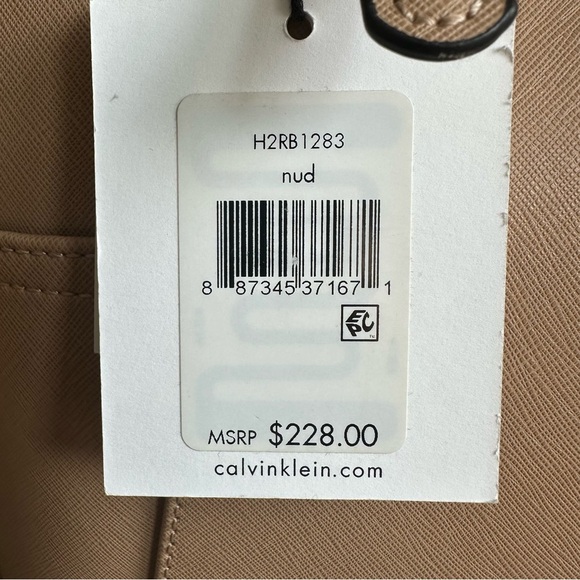 H2RB1283
nud
8 87345 37167 1
EPC
MSRP $228.00
calvinklein.com